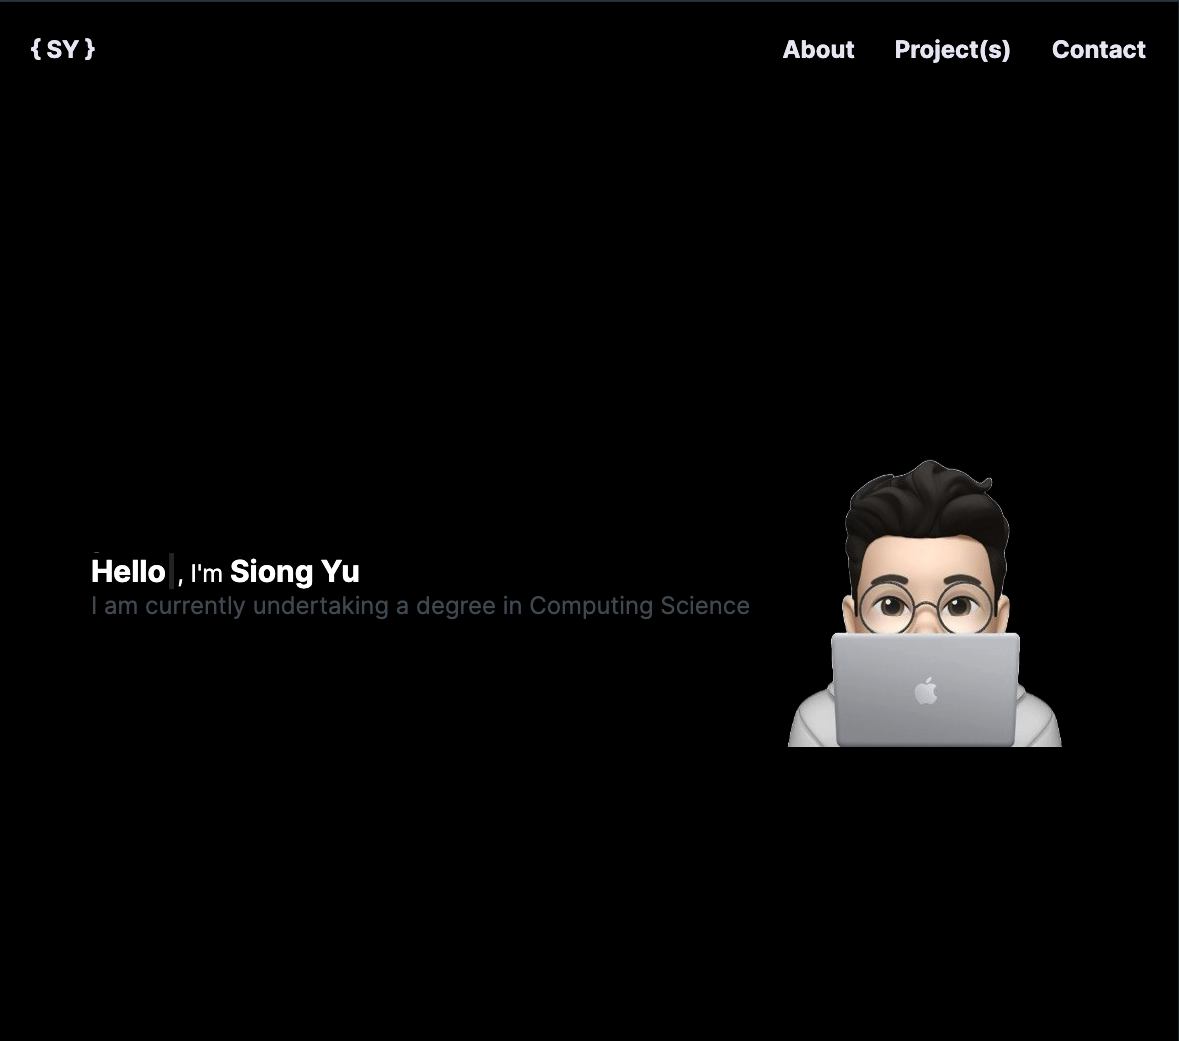 { SY }
About Project(s) Contact
Hello|, I'm Siong Yu
I am currently undertaking a degree in Computing Science